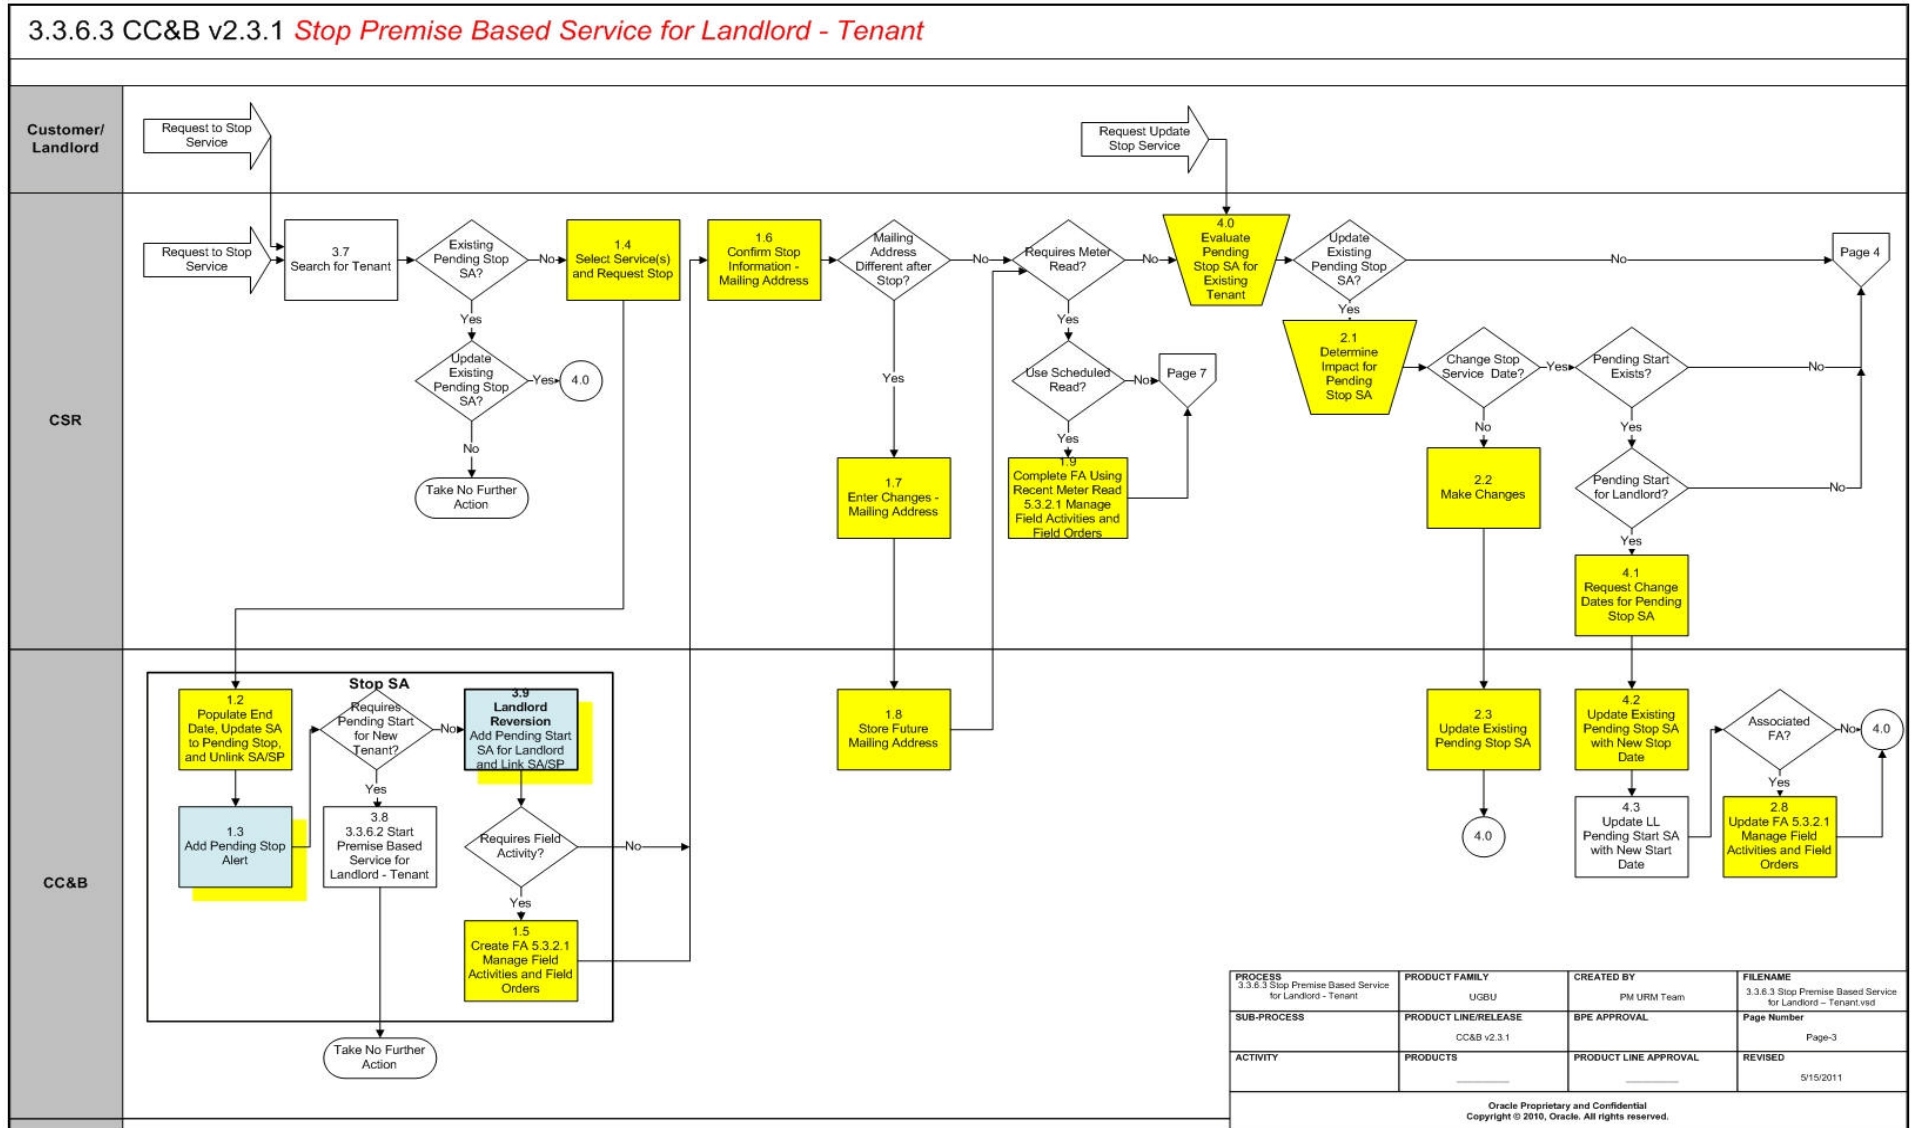 3.3.6.3 CC&B v2.3.1 Stop Premise Based Service for Landlord - Tenant
Customer/
Landlord
Request to Stop
Service
Request Update
Stop Service
CSR
Request to Stop
Service
3.7
Search for Tenant
Existing
Pending Stop
SA?
No
Yes
Update
Existing
Pending Stop
SA?
Yes
4.0
No
Take No Further
Action
1.4
Select Service(s)
and Request Stop
1.6
Confirm Stop
Information -
Mailing Address
Mailing
Address
Different after
Stop?
No
Yes
1.7
Enter Changes -
Mailing Address
Requires Meter
Read?
No
Yes
Use Scheduled
Read?
No
Page 7
Yes
1.9
Complete FA Using
Recent Meter Read
5.3.2.1 Manage
Field Activities and
Field Orders
4.0
Evaluate
Pending
Stop SA for
Existing
Tenant
Update
Existing
Pending Stop
SA?
No
Page 4
Yes
2.1
Determine
Impact for
Pending
Stop SA
Change Stop
Service Date?
Yes
No
2.2
Make Changes
Pending Start
Exists?
No
Yes
Pending Start
for Landlord?
No
Yes
4.1
Request Change
Dates for Pending
Stop SA
CC&B
Stop SA
1.2
Populate End
Date, Update SA
to Pending Stop,
and Unlink SA/SP
1.3
Add Pending Stop
Alert
Requires
Pending Start
for New
Tenant?
No
Yes
3.8
3.3.6.2 Start
Premise Based
Service for
Landlord - Tenant
Take No Further
Action
3.9
Landlord
Reversion
Add Pending Start
SA for Landlord
and Link SA/SP
Requires Field
Activity?
No
Yes
1.5
Create FA 5.3.2.1
Manage Field
Activities and Field
Orders
1.8
Store Future
Mailing Address
2.3
Update Existing
Pending Stop SA
4.0
4.2
Update Existing
Pending Stop SA
with New Stop
Date
4.3
Update LL
Pending Start SA
with New Start
Date
Associated
FA?
No
4.0
Yes
2.8
Update FA 5.3.2.1
Manage Field
Activities and Field
Orders
PROCESS
3.3.6.3 Stop Premise Based Service
for Landlord - Tenant
PRODUCT FAMILY
UGBU
CREATED BY
PM URM Team
FILENAME
3.3.6.3 Stop Premise Based Service
for Landlord – Tenant.vsd
SUB-PROCESS
PRODUCT LINE/RELEASE
CC&B v2.3.1
BPE APPROVAL
Page Number
Page-3
ACTIVITY
PRODUCTS
PRODUCT LINE APPROVAL
REVISED
5/15/2011
Oracle Proprietary and Confidential
Copyright © 2010, Oracle. All rights reserved.